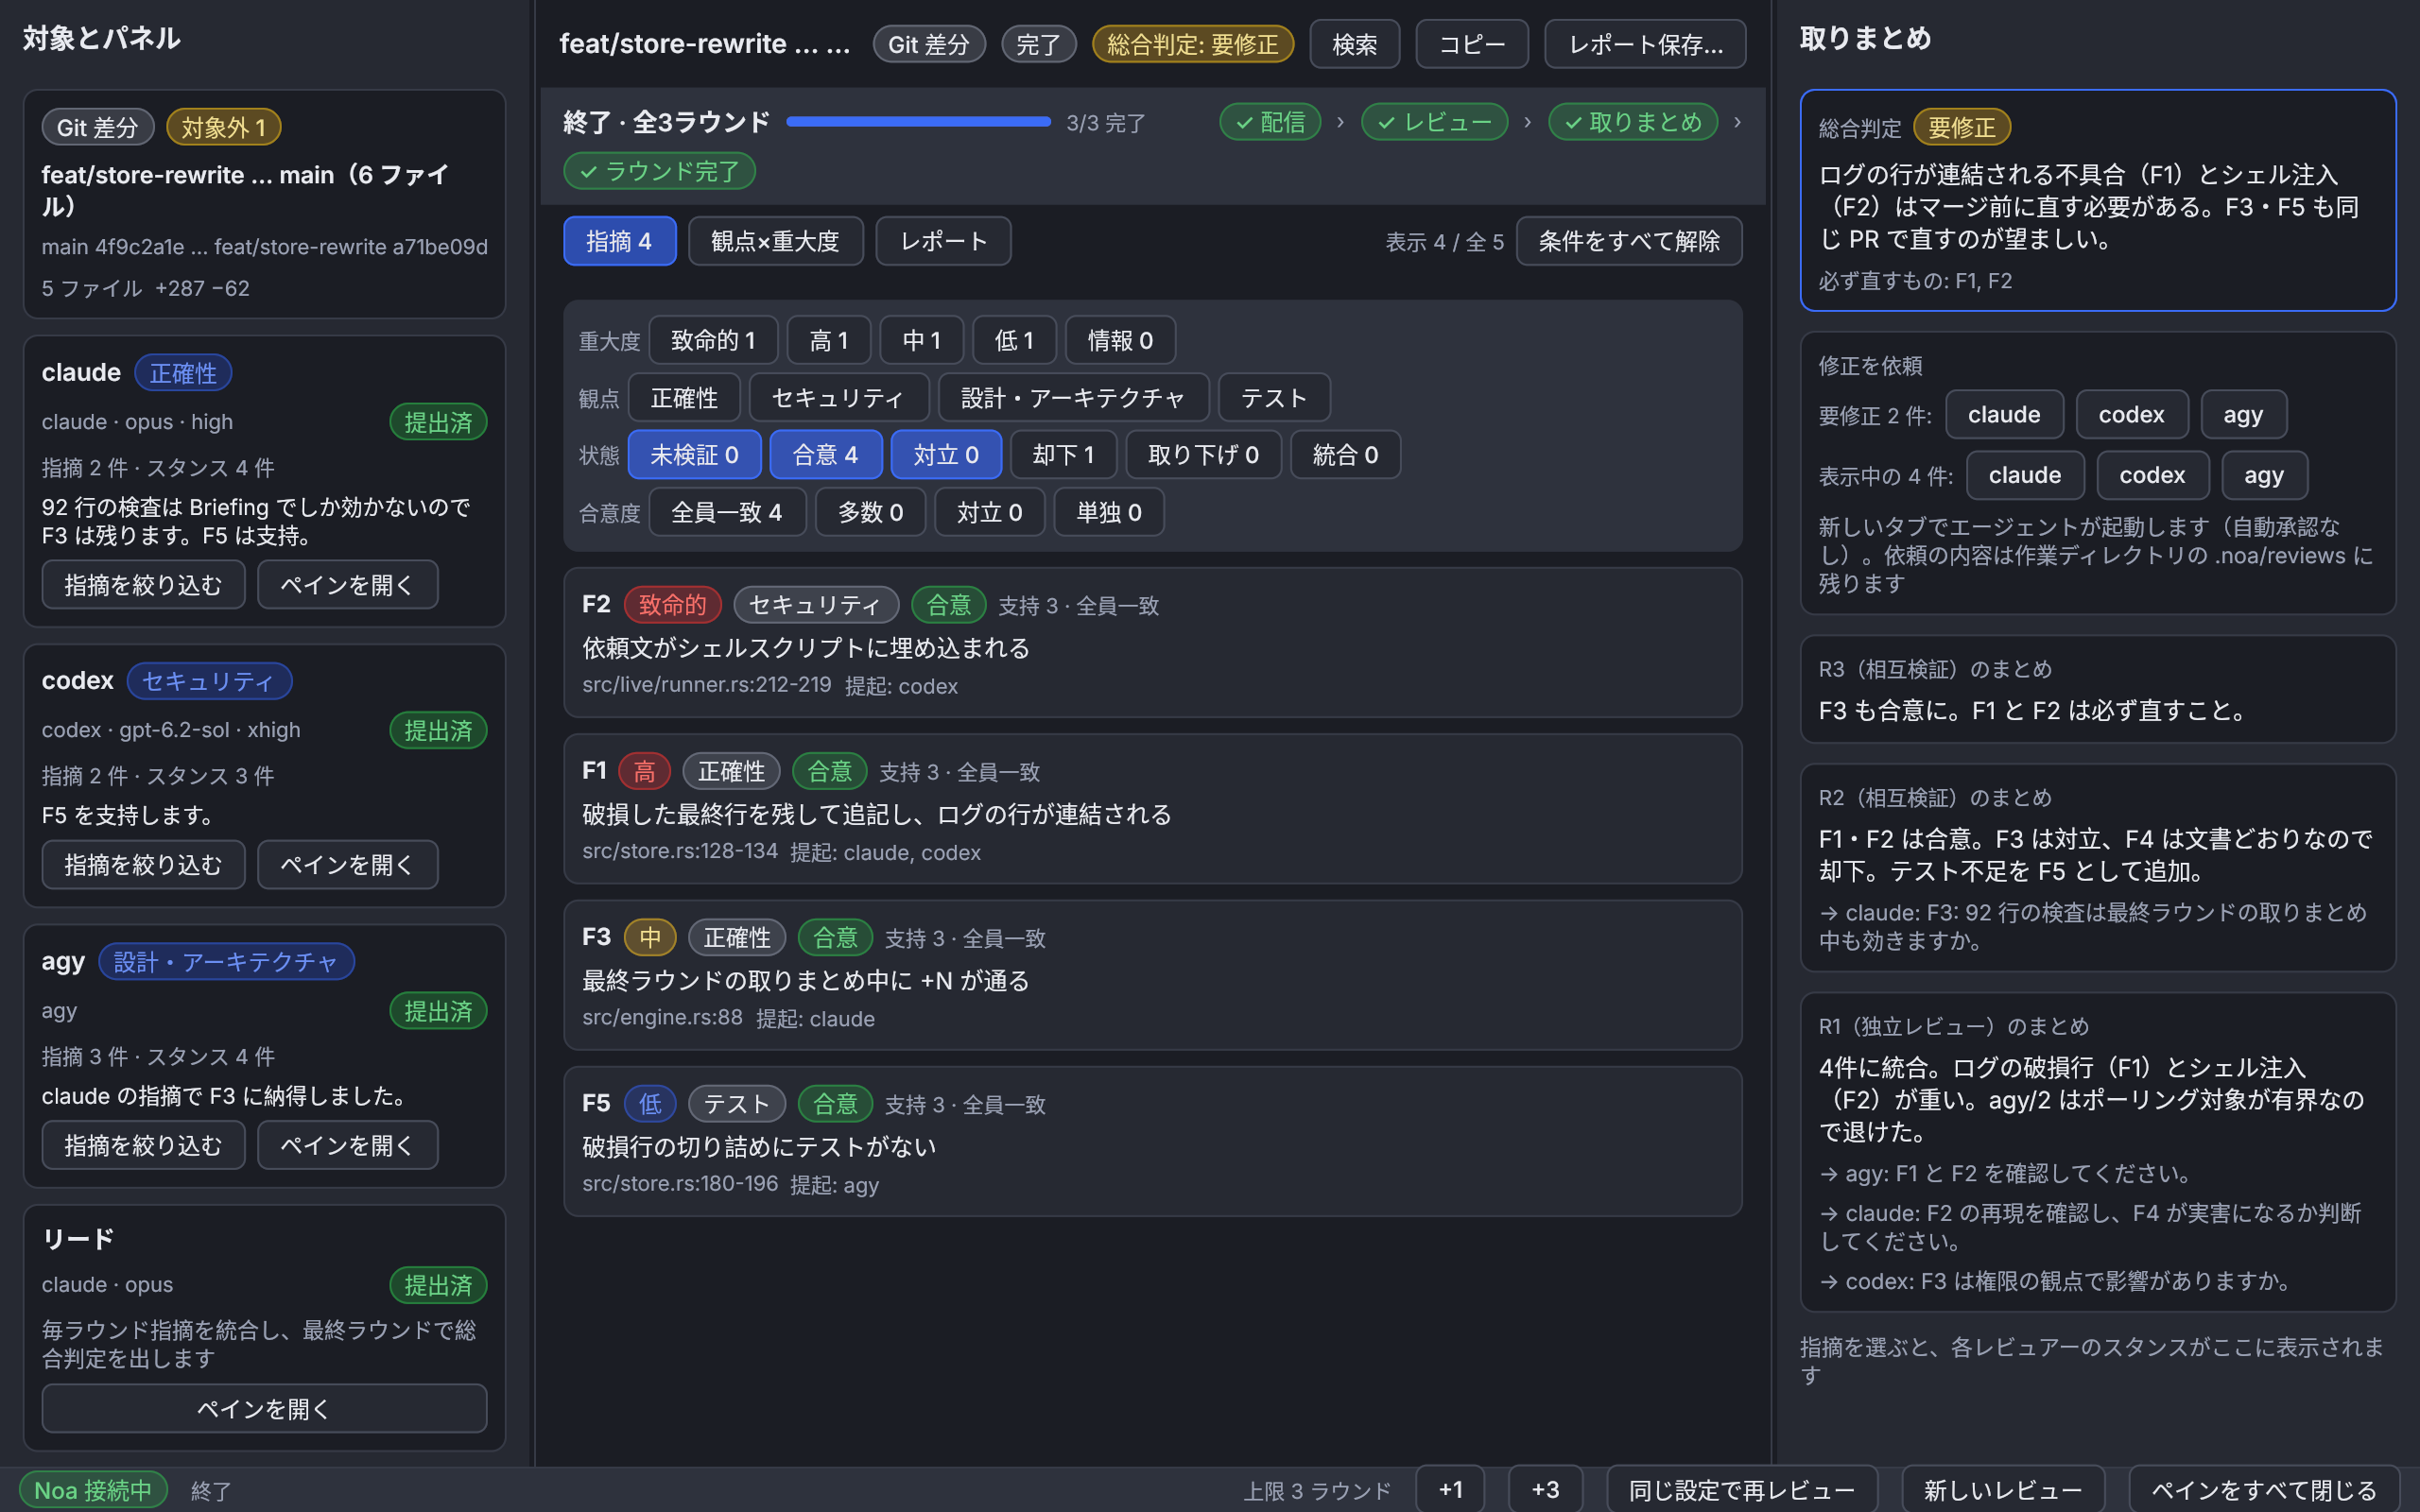 対象とパネル
Git 差分 対象外 1
feat/store-rewrite ... main（6 ファイ
ル）
main 4f9c2a1e ... feat/store-rewrite a71be09d
5 ファイル +287 −62
claude 正確性
claude · opus · high 提出済
指摘 2 件 · スタンス 4 件
92 行の検査は Briefing でしか効かないので
F3 は残ります。F5 は支持。
指摘を絞り込む ペインを開く
codex セキュリティ
codex · gpt-6.2-sol · xhigh 提出済
指摘 2 件 · スタンス 3 件
F5 を支持します。
指摘を絞り込む ペインを開く
agy 設計・アーキテクチャ
agy 提出済
指摘 3 件 · スタンス 4 件
claude の指摘で F3 に納得しました。
指摘を絞り込む ペインを開く
リード
claude · opus 提出済
毎ラウンド指摘を統合し、最終ラウンドで総
合判定を出します
ペインを開く
feat/store-rewrite ... ... Git 差分 完了 総合判定: 要修正 検索 コピー レポート保存...
終了 · 全3ラウンド 3/3 完了 ✓ 配信 › ✓ レビュー › ✓ 取りまとめ ›
✓ ラウンド完了
指摘 4 観点×重大度 レポート 表示 4 / 全 5 条件をすべて解除
重大度 致命的 1 高 1 中 1 低 1 情報 0
観点 正確性 セキュリティ 設計・アーキテクチャ テスト
状態 未検証 0 合意 4 対立 0 却下 1 取り下げ 0 統合 0
合意度 全員一致 4 多数 0 対立 0 単独 0
F2 致命的 セキュリティ 合意 支持 3 · 全員一致
依頼文がシェルスクリプトに埋め込まれる
src/live/runner.rs:212-219 提起: codex
F1 高 正確性 合意 支持 3 · 全員一致
破損した最終行を残して追記し、ログの行が連結される
src/store.rs:128-134 提起: claude, codex
F3 中 正確性 合意 支持 3 · 全員一致
最終ラウンドの取りまとめ中に +N が通る
src/engine.rs:88 提起: claude
F5 低 テスト 合意 支持 3 · 全員一致
破損行の切り詰めにテストがない
src/store.rs:180-196 提起: agy
取りまとめ
総合判定 要修正
ログの行が連結される不具合（F1）とシェル注入
（F2）はマージ前に直す必要がある。F3・F5 も同
じ PR で直すのが望ましい。
必ず直すもの: F1, F2
修正を依頼
要修正 2 件: claude codex agy
表示中の 4 件: claude codex agy
新しいタブでエージェントが起動します（自動承認な
し）。依頼の内容は作業ディレクトリの .noa/reviews に
残ります
R3（相互検証）のまとめ
F3 も合意に。F1 と F2 は必ず直すこと。
R2（相互検証）のまとめ
F1・F2 は合意。F3 は対立、F4 は文書どおりなので
却下。テスト不足を F5 として追加。
→ claude: F3: 92 行の検査は最終ラウンドの取りまとめ
中も効きますか。
R1（独立レビュー）のまとめ
4件に統合。ログの破損行（F1）とシェル注入
（F2）が重い。agy/2 はポーリング対象が有界なの
で退けた。
→ agy: F1 と F2 を確認してください。
→ claude: F2 の再現を確認し、F4 が実害になるか判断
してください。
→ codex: F3 は権限の観点で影響がありますか。
指摘を選ぶと、各レビュアーのスタンスがここに表示されま
す
Noa 接続中 終了 上限 3 ラウンド +1 +3 同じ設定で再レビュー 新しいレビュー ペインをすべて閉じる